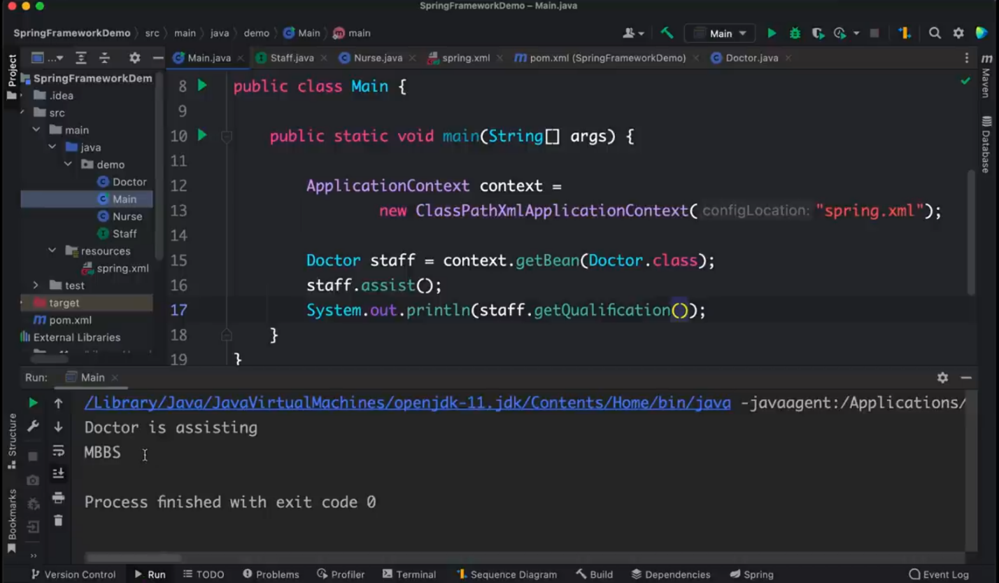 SpringFrameworkDemo – Main.java
SpringFrameworkDemo src main java demo Main main
Main
Project
...
Main.java Staff.java Nurse.java spring.xml pom.xml (SpringFrameworkDemo) Doctor.java
Maven
Database
SpringFrameworkDem
.idea
src
main
java
demo
Doctor
Main
Nurse
Staff
resources
spring.xml
test
target
pom.xml
External Libraries
8 public class Main {
9
10 public static void main(String[] args) {
11
12 ApplicationContext context =
13 new ClassPathXmlApplicationContext( configLocation: "spring.xml");
14
15 Doctor staff = context.getBean(Doctor.class);
16 staff.assist();
17 System.out.println(staff.getQualification());
18 }
19 }
Run: Main
/Library/Java/JavaVirtualMachines/openjdk-11.jdk/Contents/Home/bin/java -javaagent:/Applications/
Doctor is assisting
MBBS
Process finished with exit code 0
Structure
Bookmarks
Version Control Run TODO Problems Profiler Terminal Sequence Diagram Build Dependencies Spring Event Log